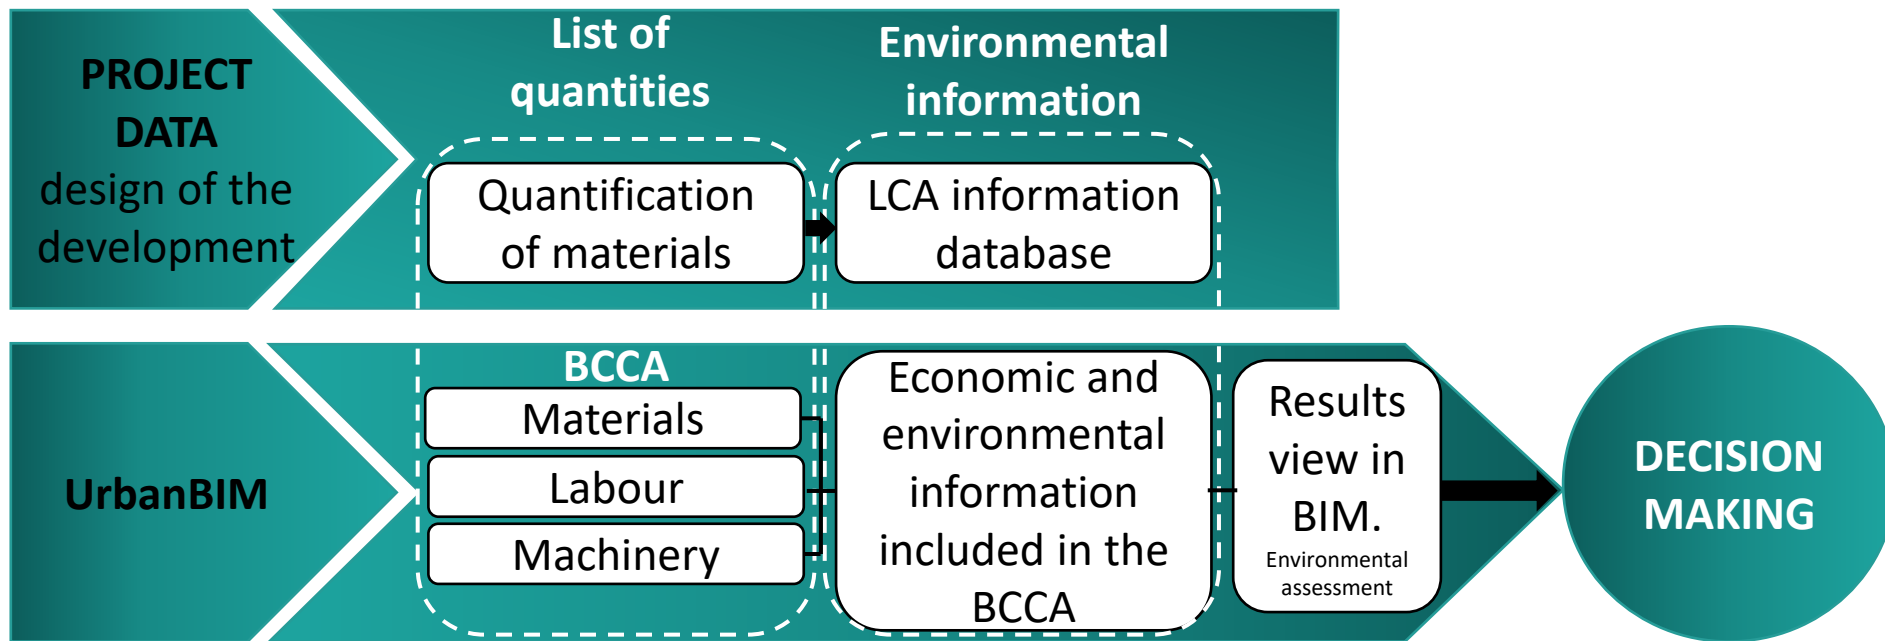 PROJECT
DATA
design of the
development
List of
quantities
Environmental
information
Quantification
of materials
LCA information
database
UrbanBIM
BCCA
Materials
Labour
Machinery
Economic and
environmental
information
included in the
BCCA
Results
view in
BIM.
Environmental
assessment
DECISION
MAKING